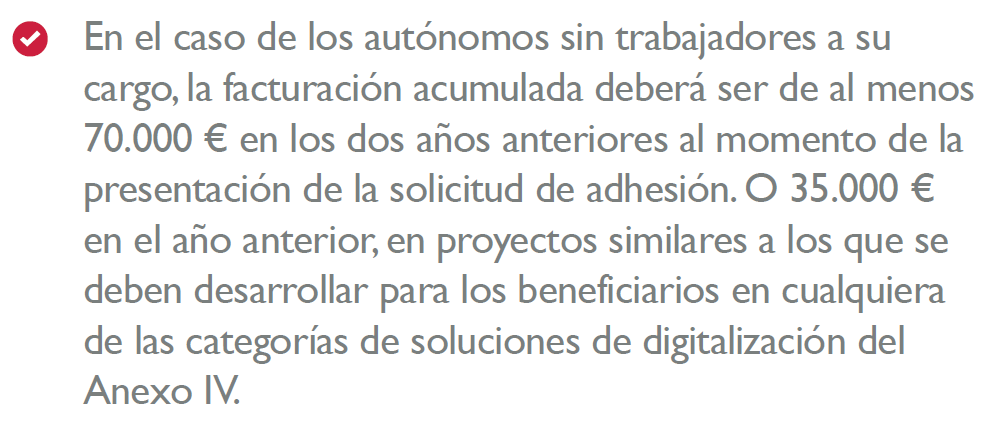 En el caso de los autónomos sin trabajadores a su
cargo, la facturación acumulada deberá ser de al menos
70.000 € en los dos años anteriores al momento de la
presentación de la solicitud de adhesión. O 35.000 €
en el año anterior, en proyectos similares a los que se
deben desarrollar para los beneficiarios en cualquiera
de las categorías de soluciones de digitalización del
Anexo IV.